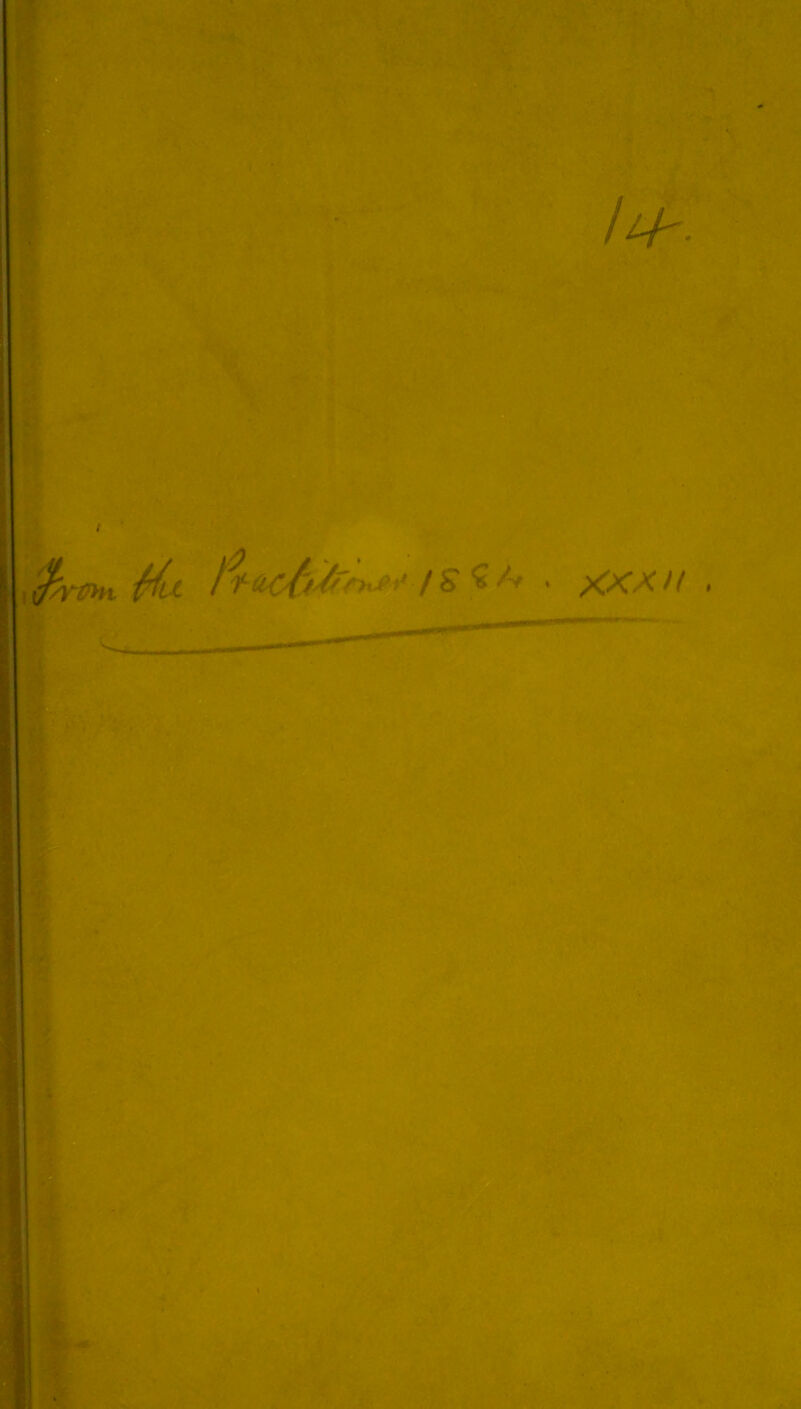 14.
From the Practitioner 1884. XXXII.